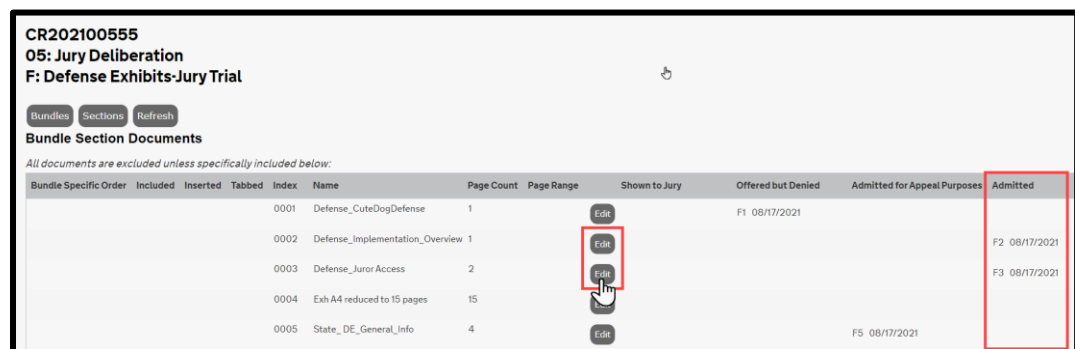 CR202100555
05: Jury Deliberation
F: Defense Exhibits-Jury Trial
Bundles Sections Refresh
Bundle Section Documents
All documents are excluded unless specifically included below:
Bundle Specific Order Included Inserted Tabbed Index Name Page Count Page Range Shown to Jury Offered but Denied Admitted for Appeal Purposes Admitted
0001 Defense_CuteDogDefense 1 Edit F1 08/17/2021
0002 Defense_Implementation_Overview 1 Edit F2 08/17/2021
0003 Defense_Juror Access 2 Edit F3 08/17/2021
0004 Exh A4 reduced to 15 pages 15
0005 State_ DE_General_Info 4 Edit F5 08/17/2021